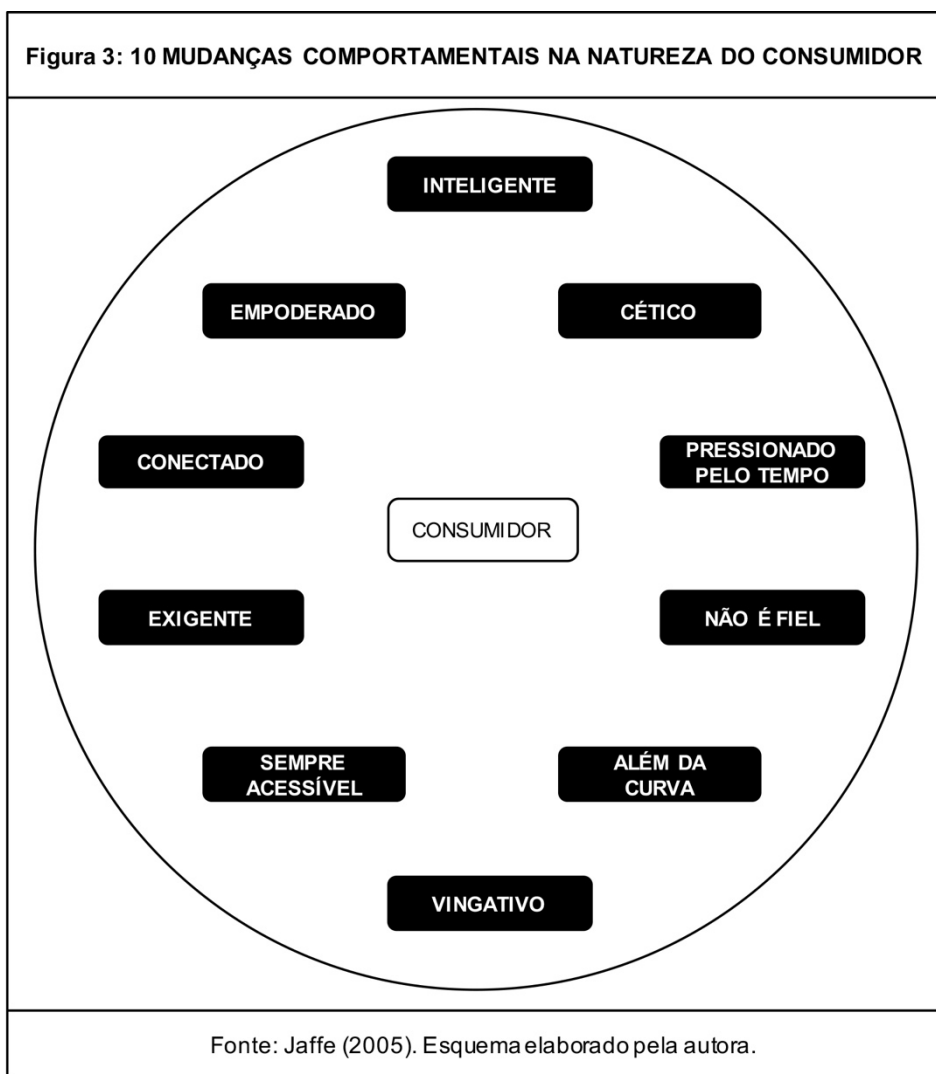 Figura 3: 10 MUDANÇAS COMPORTAMENTAIS NA NATUREZA DO CONSUMIDOR
INTELIGENTE
EMPODERADO
CÉTICO
CONECTADO
PRESSIONADO
PELO TEMPO
CONSUMIDOR
EXIGENTE
NÃO É FIEL
SEMPRE
ACESSÍVEL
ALÉM DA
CURVA
VINGATIVO
Fonte: Jaffe (2005). Esquema elaborado pela autora.